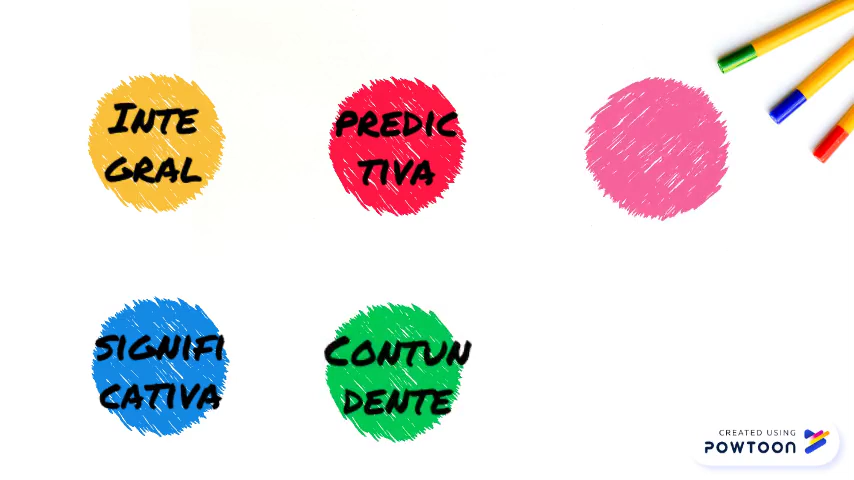 INTE
GRAL
PREDIC
TIVA
SIGNIFI
CATIVA
CONTUN
DENTE
CREATED USING
POWTOON